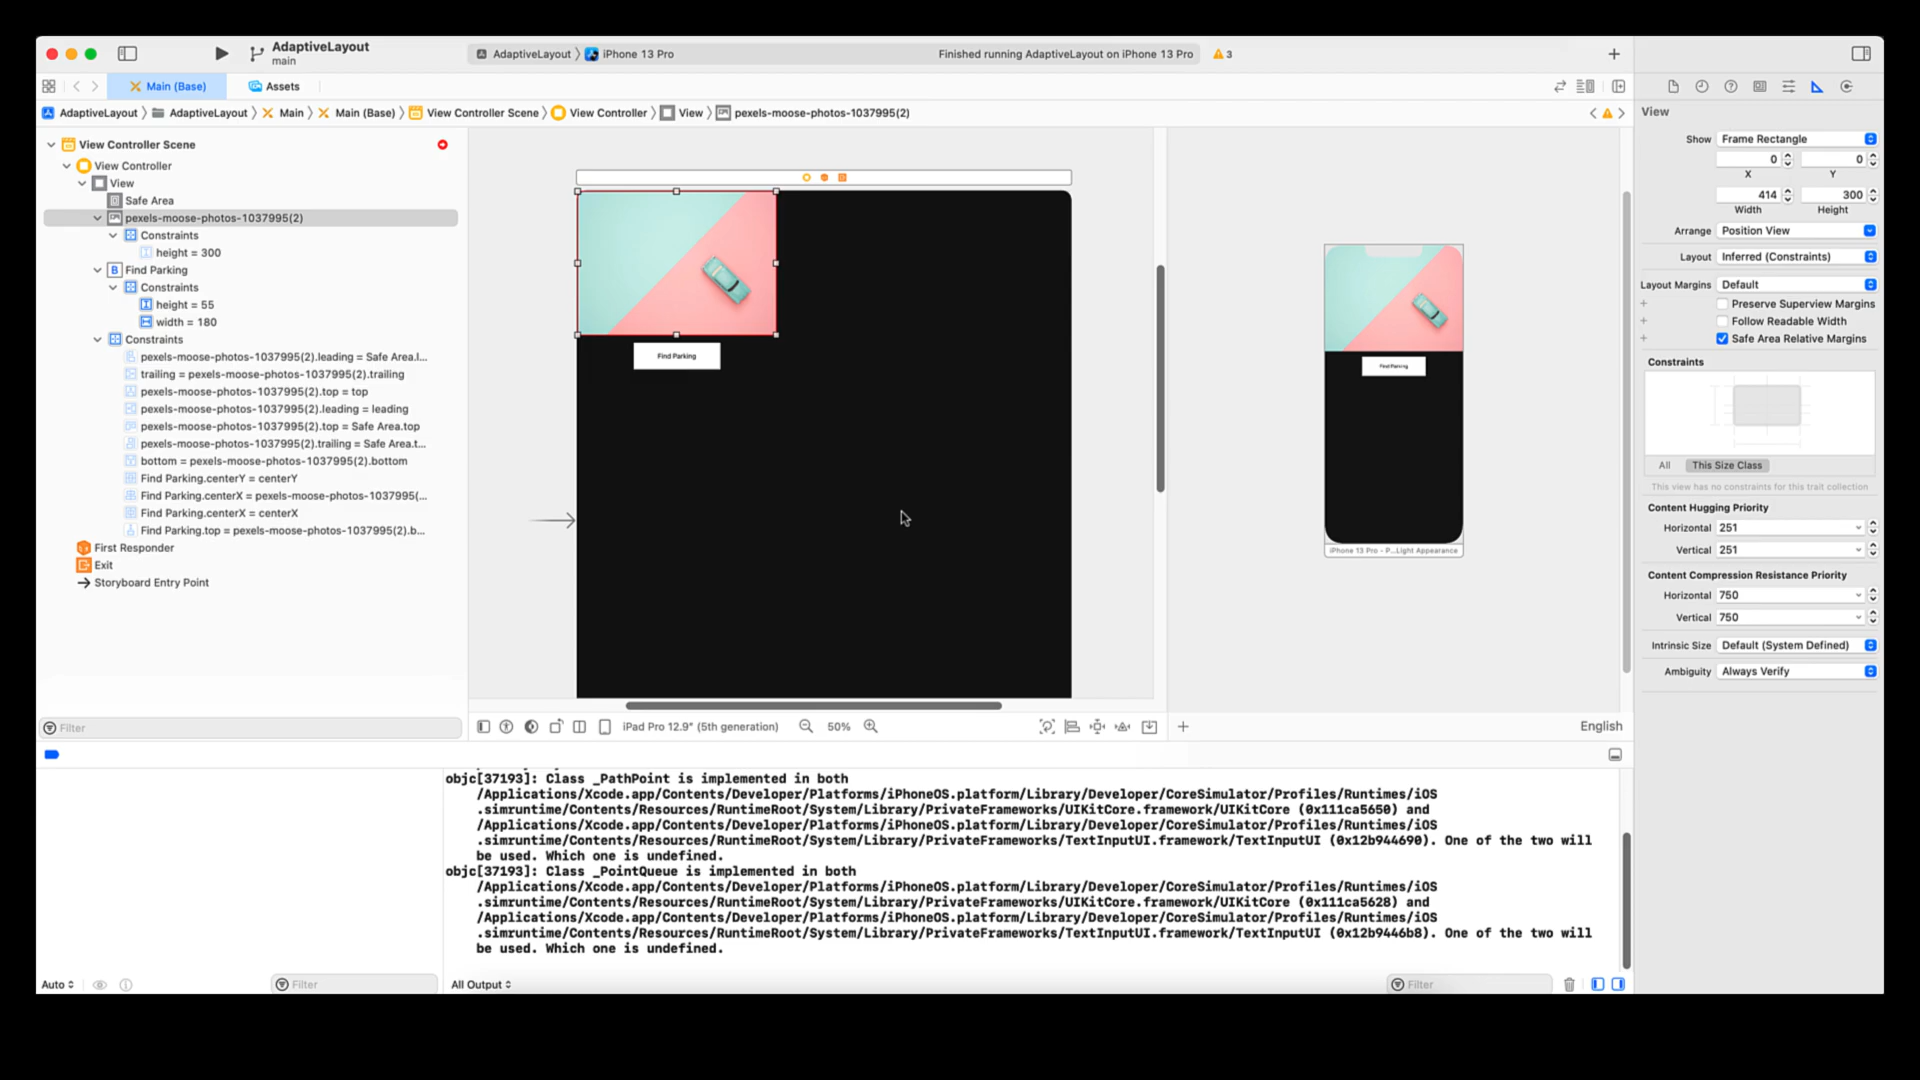 AdaptiveLayout
main
AdaptiveLayout
iPhone 13 Pro
Finished running AdaptiveLayout on iPhone 13 Pro
3
Main (Base)
Assets
AdaptiveLayout
AdaptiveLayout
Main
Main (Base)
View Controller Scene
View Controller
View
pexels-moose-photos-1037995(2)
View Controller Scene
View Controller
View
Safe Area
pexels-moose-photos-1037995(2)
Constraints
height = 300
Find Parking
Constraints
height = 55
width = 180
Constraints
pexels-moose-photos-1037995(2).leading = Safe Area.l...
trailing = pexels-moose-photos-1037995(2).trailing
pexels-moose-photos-1037995(2).top = top
pexels-moose-photos-1037995(2).leading = leading
pexels-moose-photos-1037995(2).top = Safe Area.top
pexels-moose-photos-1037995(2).trailing = Safe Area.t...
bottom = pexels-moose-photos-1037995(2).bottom
Find Parking.centerY = centerY
Find Parking.centerX = pexels-moose-photos-1037995(...
Find Parking.centerX = centerX
Find Parking.top = pexels-moose-photos-1037995(2).b...
First Responder
Exit
Storyboard Entry Point
Filter
Find Parking
iPad Pro 12.9" (5th generation)
50%
Find Parking
iPhone 13 Pro - P...Light Appearance
English
View
Show Frame Rectangle
0 0
X Y
414 300
Width Height
Arrange Position View
Layout Inferred (Constraints)
Layout Margins Default
Preserve Superview Margins
Follow Readable Width
Safe Area Relative Margins
Constraints
All This Size Class
This view has no constraints for this trait collection
Content Hugging Priority
Horizontal 251
Vertical 251
Content Compression Resistance Priority
Horizontal 750
Vertical 750
Intrinsic Size Default (System Defined)
Ambiguity Always Verify
objc[37193]: Class _PathPoint is implemented in both
/Applications/Xcode.app/Contents/Developer/Platforms/iPhoneOS.platform/Library/Developer/CoreSimulator/Profiles/Runtimes/iOS
.simruntime/Contents/Resources/RuntimeRoot/System/Library/PrivateFrameworks/UIKitCore.framework/UIKitCore (0x111ca5650) and
/Applications/Xcode.app/Contents/Developer/Platforms/iPhoneOS.platform/Library/Developer/CoreSimulator/Profiles/Runtimes/iOS
.simruntime/Contents/Resources/RuntimeRoot/System/Library/PrivateFrameworks/TextInputUI.framework/TextInputUI (0x12b944690). One of the two will
be used. Which one is undefined.
objc[37193]: Class _PointQueue is implemented in both
/Applications/Xcode.app/Contents/Developer/Platforms/iPhoneOS.platform/Library/Developer/CoreSimulator/Profiles/Runtimes/iOS
.simruntime/Contents/Resources/RuntimeRoot/System/Library/PrivateFrameworks/UIKitCore.framework/UIKitCore (0x111ca5628) and
/Applications/Xcode.app/Contents/Developer/Platforms/iPhoneOS.platform/Library/Developer/CoreSimulator/Profiles/Runtimes/iOS
.simruntime/Contents/Resources/RuntimeRoot/System/Library/PrivateFrameworks/TextInputUI.framework/TextInputUI (0x12b9446b8). One of the two will
be used. Which one is undefined.
Auto
Filter
All Output
Filter